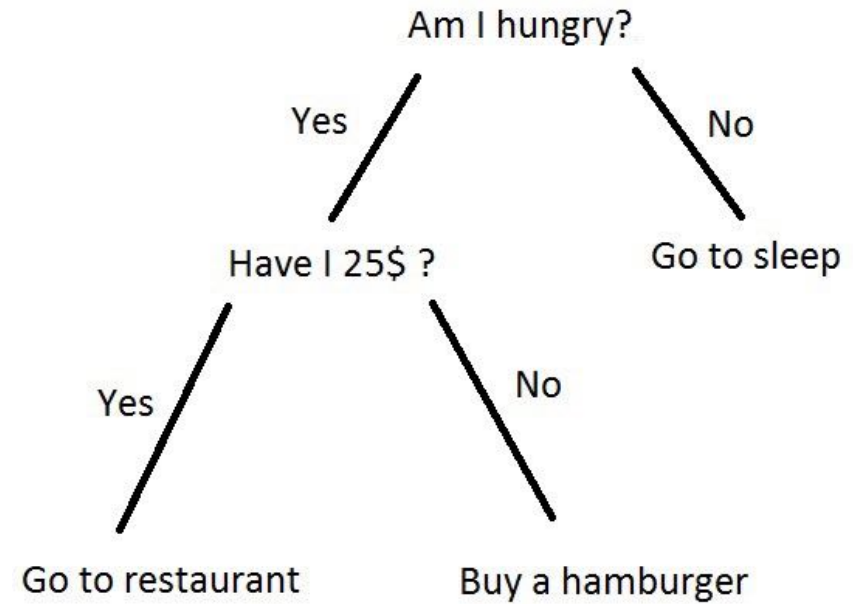 Am I hungry?
Yes
No
Have I 25$ ?
Go to sleep
Yes
No
Go to restaurant
Buy a hamburger